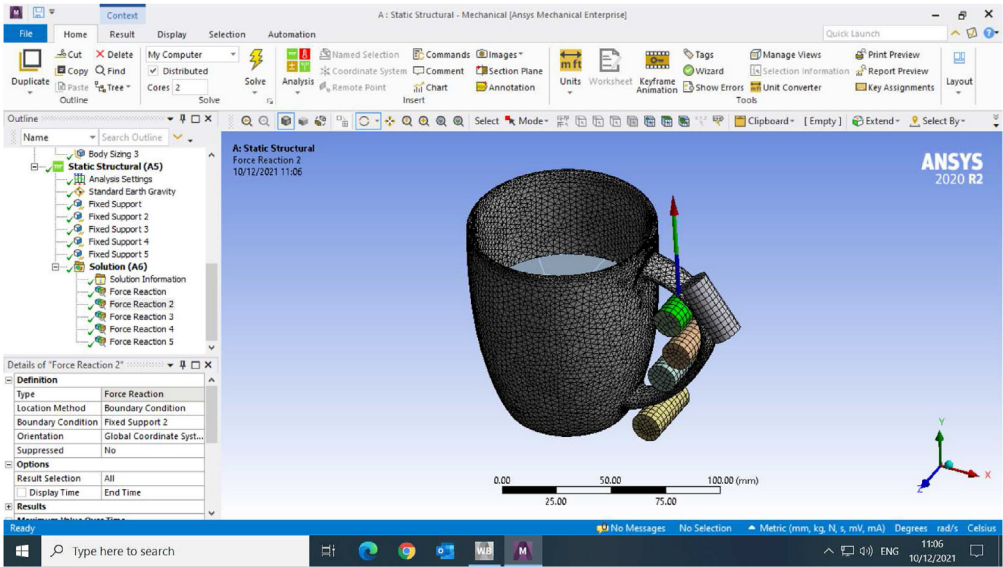 Context
A : Static Structural - Mechanical [Ansys Mechanical Enterprise]
File Home Result Display Selection Automation
Quick Launch
Duplicate
Cut
Copy
Paste
Delete
Find
Tree
Outline
My Computer
Distributed
Cores 2
Solve
Solve
Analysis
Named Selection
Coordinate System
Remote Point
Commands
Comment
Chart
Images
Section Plane
Annotation
Insert
Units
Worksheet
Keyframe
Animation
Tags
Wizard
Show Errors
Manage Views
Selection Information
Unit Converter
Print Preview
Report Preview
Key Assignments
Tools
Layout
Outline
Name
Search Outline
Select Mode
Clipboard [ Empty ] Extend Select By
Body Sizing 3
Static Structural (A5)
Analysis Settings
Standard Earth Gravity
Fixed Support
Fixed Support 2
Fixed Support 3
Fixed Support 4
Fixed Support 5
Solution (A6)
Solution Information
Force Reaction
Force Reaction 2
Force Reaction 3
Force Reaction 4
Force Reaction 5
A: Static Structural
Force Reaction 2
10/12/2021 11:06
ANSYS
2020 R2
Details of "Force Reaction 2"
Definition
Type Force Reaction
Location Method Boundary Condition
Boundary Condition Fixed Support 2
Orientation Global Coordinate Syst...
Suppressed No
Options
Result Selection All
Display Time End Time
Results
Maximum Value Over Time
0.00 50.00 100.00 (mm)
25.00 75.00
Y
X
Z
Ready
No Messages No Selection Metric (mm, kg, N, s, mV, mA) Degrees rad/s Celsius
Type here to search
WB
M
ENG
11:06
10/12/2021